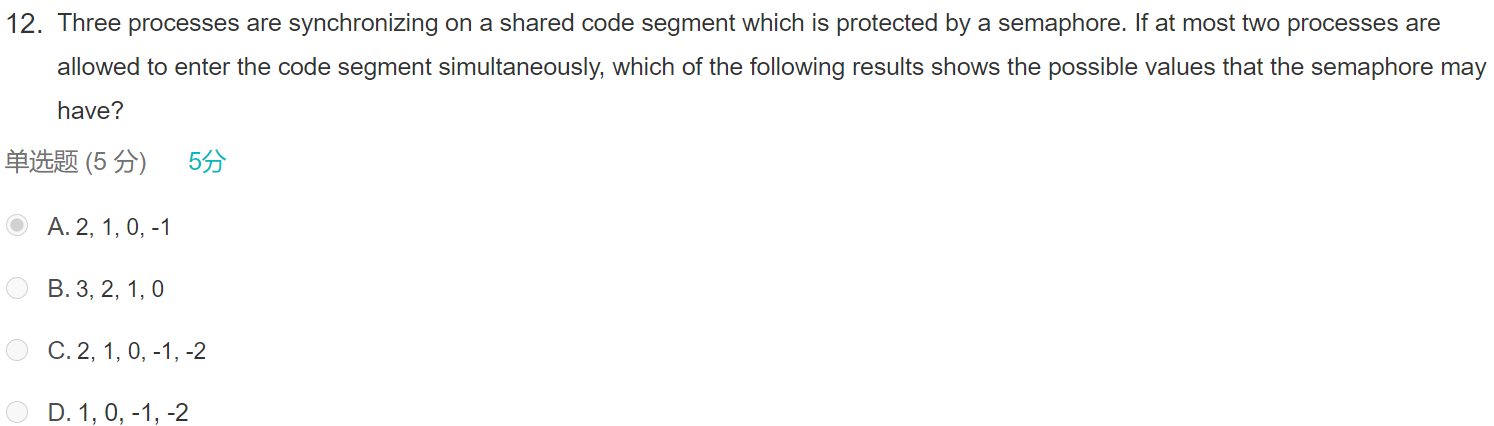 12. Three processes are synchronizing on a shared code segment which is protected by a semaphore. If at most two processes are
allowed to enter the code segment simultaneously, which of the following results shows the possible values that the semaphore may
have?
单选题 (5 分) 5分
A. 2, 1, 0, -1
B. 3, 2, 1, 0
C. 2, 1, 0, -1, -2
D. 1, 0, -1, -2